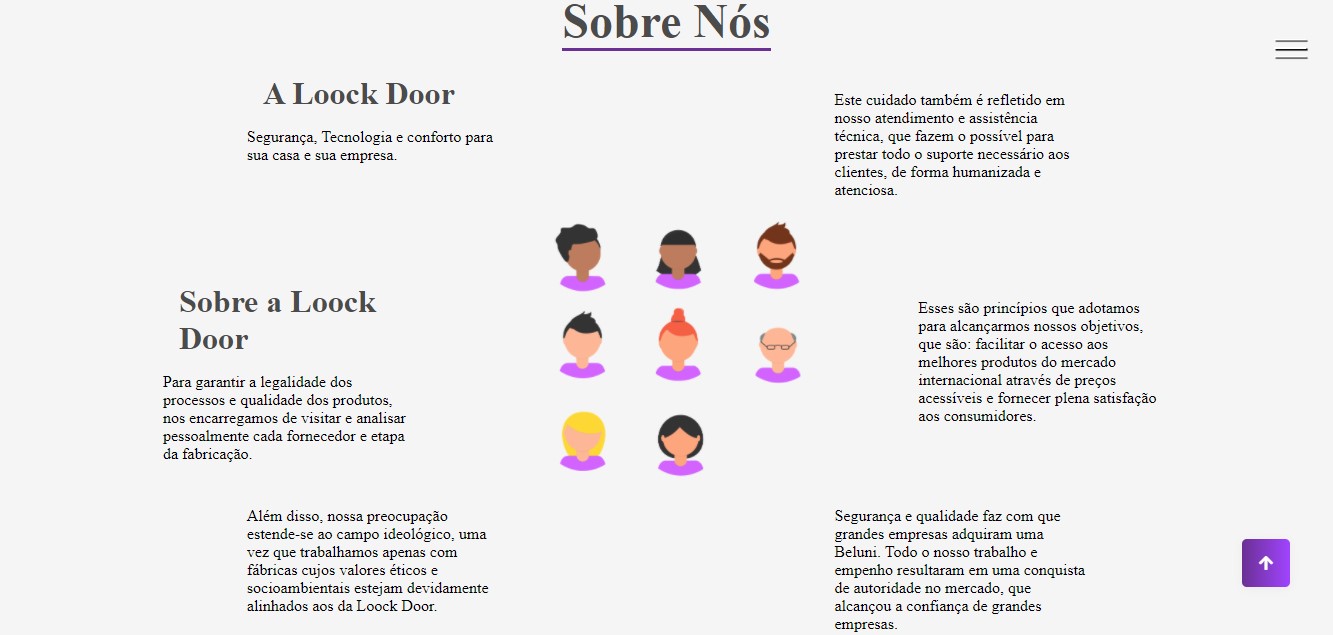 Sobre Nós
A Loock Door
Segurança, Tecnologia e conforto para
sua casa e sua empresa.
Sobre a Loock
Door
Para garantir a legalidade dos
processos e qualidade dos produtos,
nos encarregamos de visitar e analisar
pessoalmente cada fornecedor e etapa
da fabricação.
Além disso, nossa preocupação
estende-se ao campo ideológico, uma
vez que trabalhamos apenas com
fábricas cujos valores éticos e
socioambientais estejam devidamente
alinhados aos da Loock Door.
Este cuidado também é refletido em
nosso atendimento e assistência
técnica, que fazem o possível para
prestar todo o suporte necessário aos
clientes, de forma humanizada e
atenciosa.
Esses são princípios que adotamos
para alcançarmos nossos objetivos,
que são: facilitar o acesso aos
melhores produtos do mercado
internacional através de preços
acessíveis e fornecer plena satisfação
aos consumidores.
Segurança e qualidade faz com que
grandes empresas adquiram uma
Beluni. Todo o nosso trabalho e
empenho resultaram em uma conquista
de autoridade no mercado, que
alcançou a confiança de grandes
empresas.